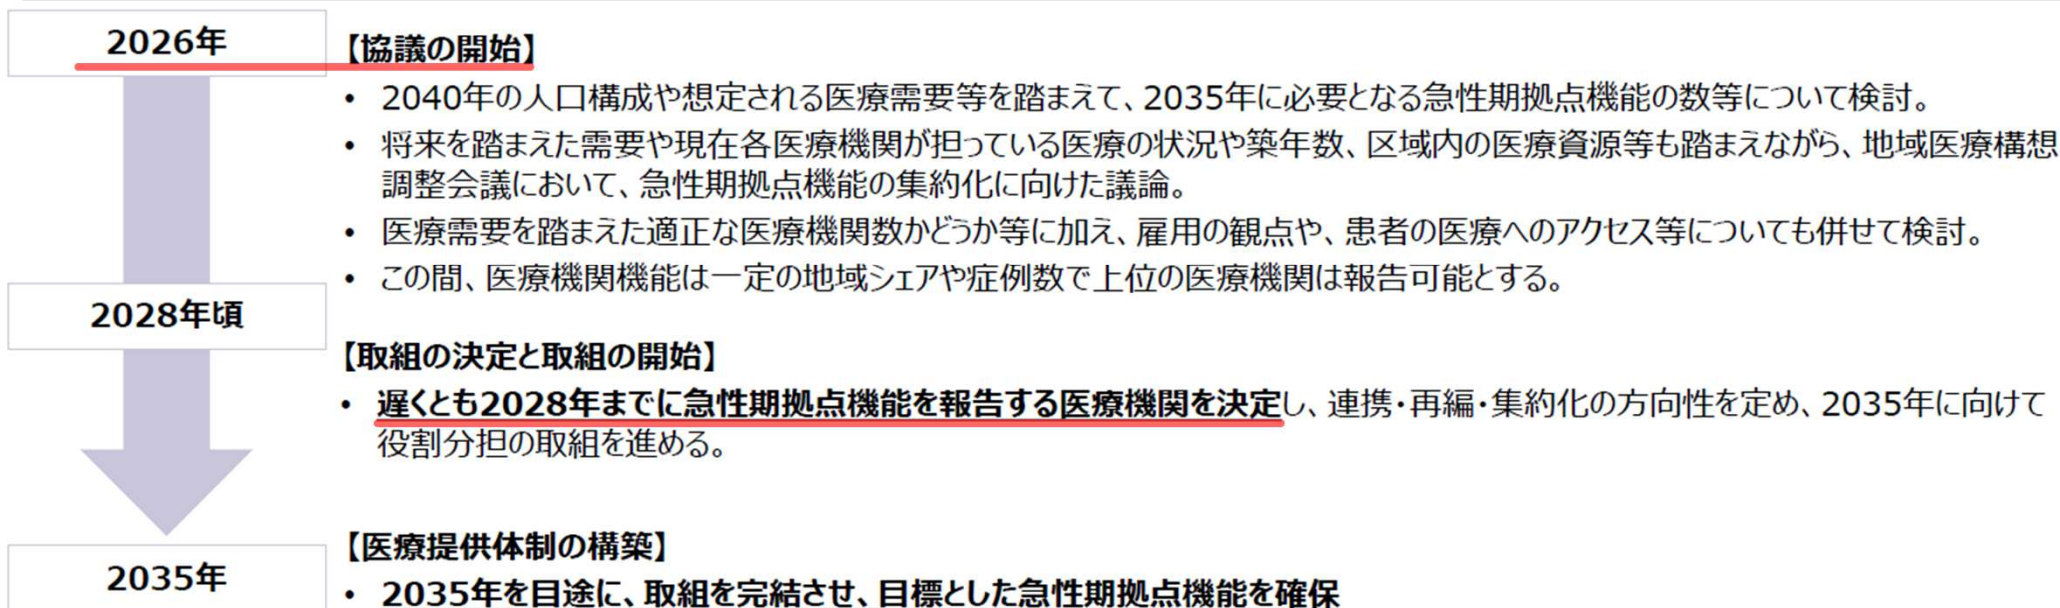 2026年
【協議の開始】
• 2040年の人口構成や想定される医療需要等を踏まえて、2035年に必要となる急性期拠点機能の数等について検討。
• 将来を踏まえた需要や現在各医療機関が担っている医療の状況や築年数、区域内の医療資源等も踏まえながら、地域医療構想
調整会議において、急性期拠点機能の集約化に向けた議論。
• 医療需要を踏まえた適正な医療機関数かどうか等に加え、雇用の観点や、患者の医療へのアクセス等についても併せて検討。
• この間、医療機関機能は一定の地域シェアや症例数で上位の医療機関は報告可能とする。
2028年頃
【取組の決定と取組の開始】
• 遅くとも2028年までに急性期拠点機能を報告する医療機関を決定し、連携・再編・集約化の方向性を定め、2035年に向けて
役割分担の取組を進める。
2035年
【医療提供体制の構築】
• 2035年を目途に、取組を完結させ、目標とした急性期拠点機能を確保